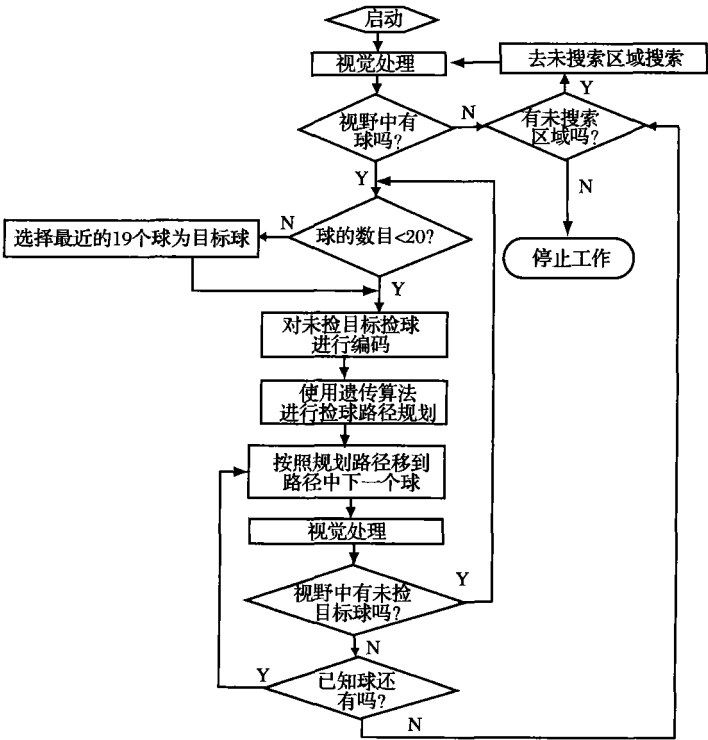 启动
视觉处理
去未搜索区域搜索
Y
视野中有
球吗?
N
有未搜索
区域吗?
Y
N
选择最近的19个球为目标球
N
球的数目<20?
停止工作
Y
对未检目标捡球
进行编码
使用遗传算法
进行捡球路径规划
按照规划路径移到
路径中下一个球
视觉处理
视野中有未捡
目标球吗?
Y
N
已知球还
有吗?
Y
N